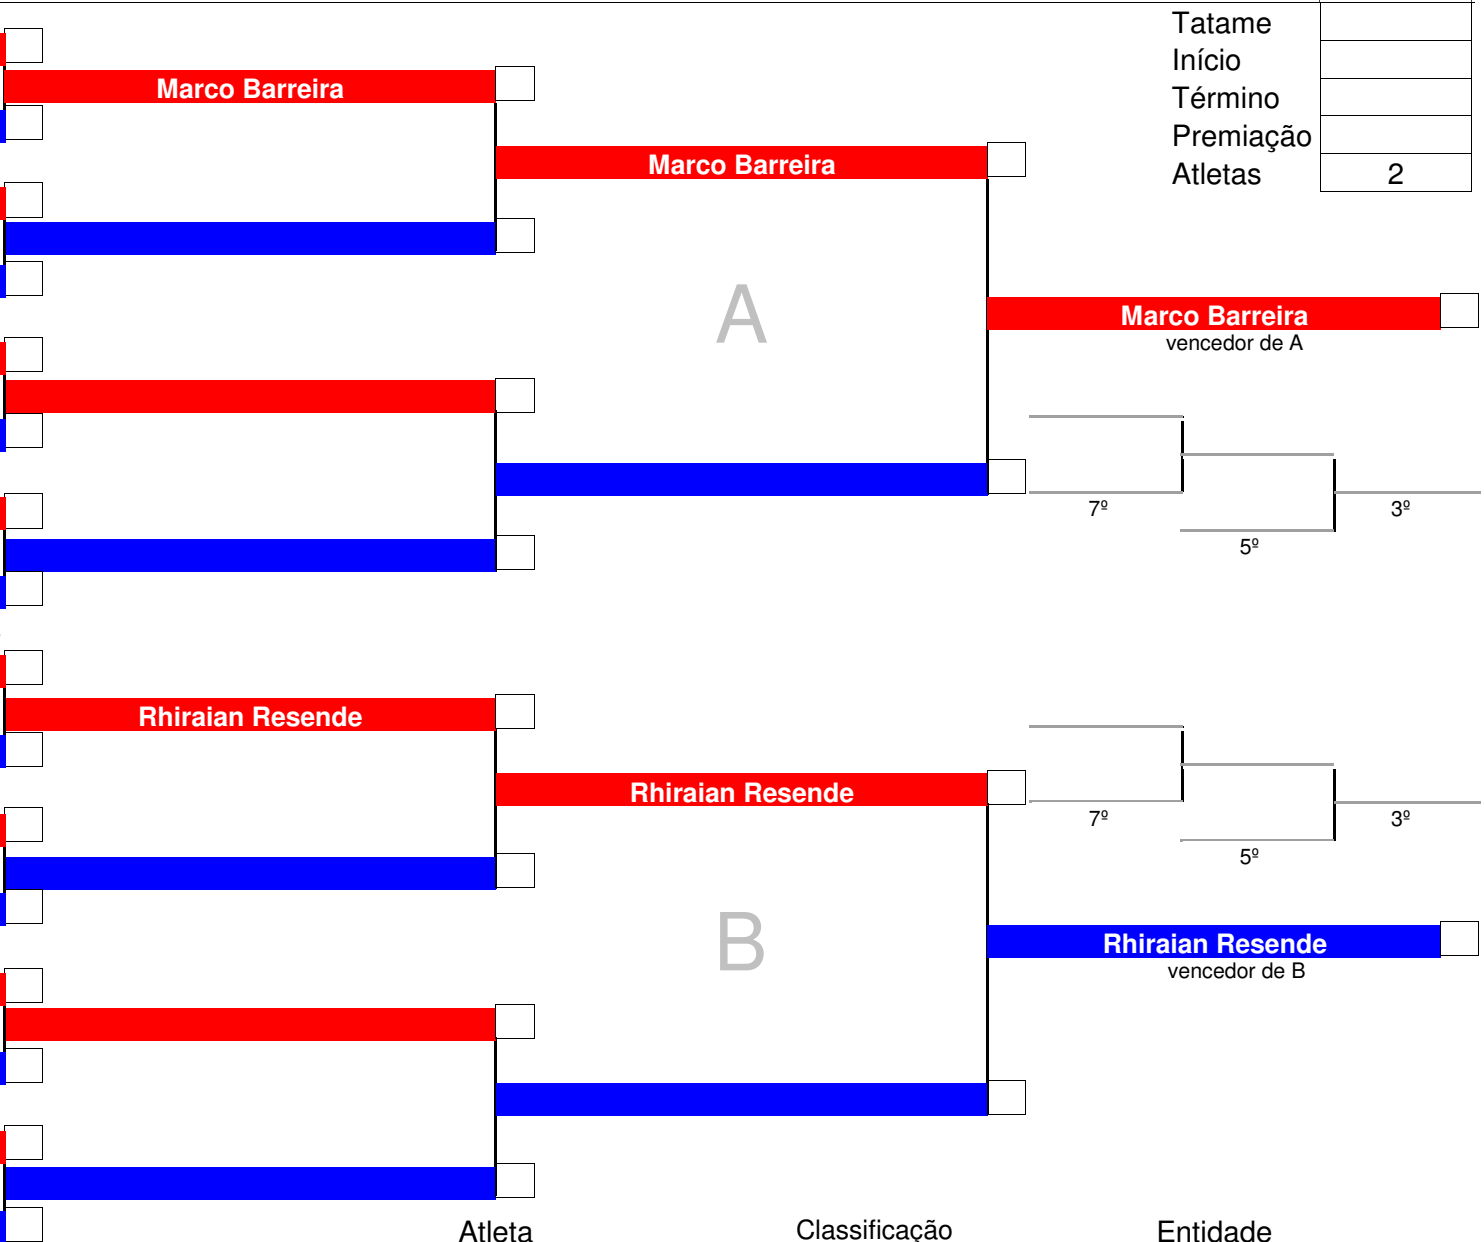 Tatame
Início
Marco Barreira
Término
Premiação
Marco Barreira
Atletas 2
A
Marco Barreira
vencedor de A
7º 3º
5º
Rhiraian Resende
Rhiraian Resende
7º 3º
5º
B
Rhiraian Resende
vencedor de B
Atleta Classificação Entidade